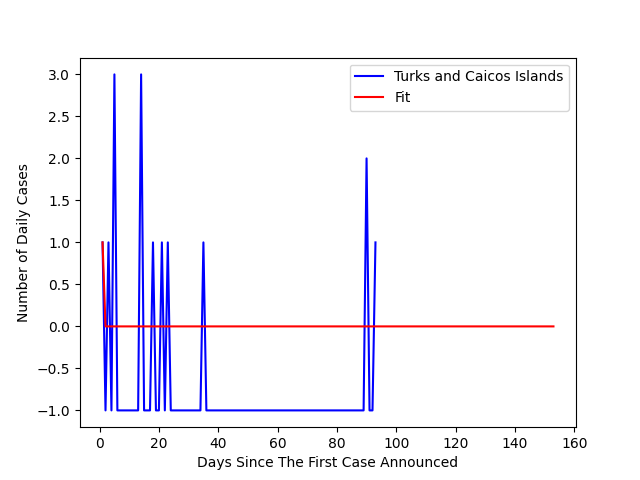 Turks and Caicos Islands
Fit
3.0
2.5
2.0
1.5
1.0
0.5
0.0
−0.5
−1.0
Number of Daily Cases
0 20 40 60 80 100 120 140 160
Days Since The First Case Announced